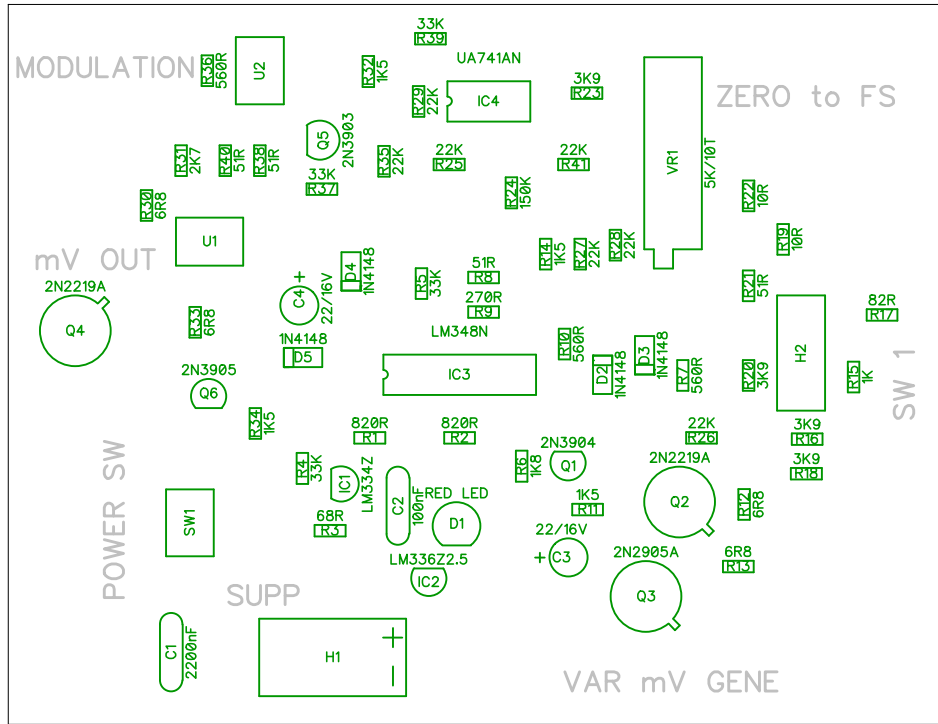 33K
R39
MODULATION
R36
560R
U2
R32
1K5
UA741AN
R29
22K
IC4
3K9
R23
ZERO to FS
Q5
2N3903
R31
2K7
R40
51R
R38
51R
R35
22K
22K
R25
22K
R41
VR1
5K/10T
33K
R37
R24
150K
R22
10R
R30
6R8
U1
R14
1K5
R27
22K
R28
22K
R19
10R
mV OUT
D4
1N4148
51R
R8
R5
33K
R21
51R
2N2219A
Q4
+
C4
22/16V
270R
R9
82R
R17
R33
6R8
LM348N
R10
560R
1N4148
D5
D3
1N4148
H2
IC3
D2
1N4148
R7
560R
R20
3K9
R15
1K
SW 1
2N3905
Q6
R34
1K5
820R
R1
820R
R2
22K
R26
3K9
R16
2N3904
Q1
R6
1K8
R4
33K
IC1
LM334Z
2N2219A
Q2
3K9
R18
POWER SW
SW1
C2
100nF
RED LED
D1
1K5
R11
R12
6R8
68R
R3
22/16V
+
C3
LM336Z2.5
IC2
2N2905A
Q3
6R8
R13
SUPP
C1
2200nF
H1
+
-
VAR mV GENE